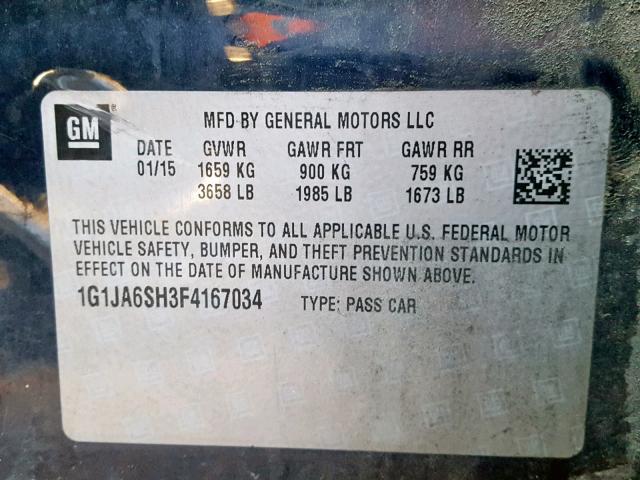 GM
MFD BY GENERAL MOTORS LLC
DATE GVWR GAWR FRT GAWR RR
01/15 1659 KG 900 KG 759 KG
3658 LB 1985 LB 1673 LB
THIS VEHICLE CONFORMS TO ALL APPLICABLE U.S. FEDERAL MOTOR
VEHICLE SAFETY, BUMPER, AND THEFT PREVENTION STANDARDS IN
EFFECT ON THE DATE OF MANUFACTURE SHOWN ABOVE.
1G1JA6SH3F4167034 TYPE: PASS CAR